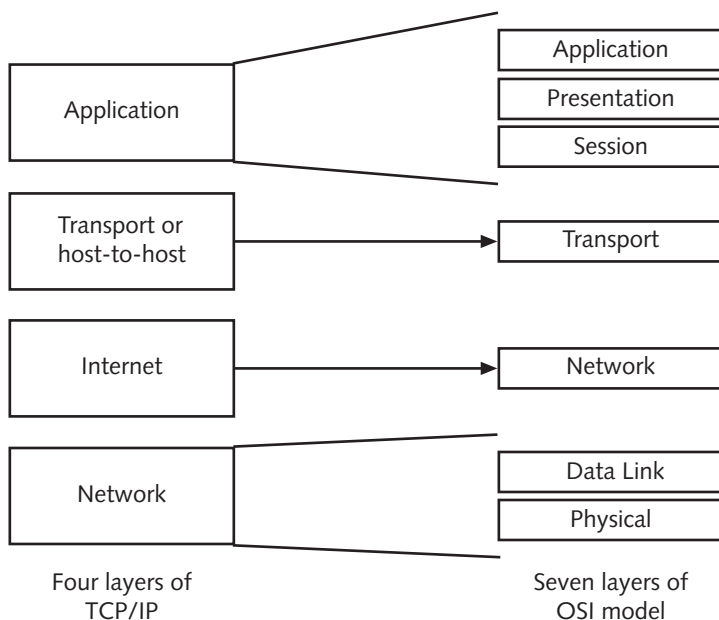 Application
Application
Presentation
Session
Transport or
host-to-host
Transport
Internet
Network
Network
Data Link
Physical
Four layers of
TCP/IP
Seven layers of
OSI model